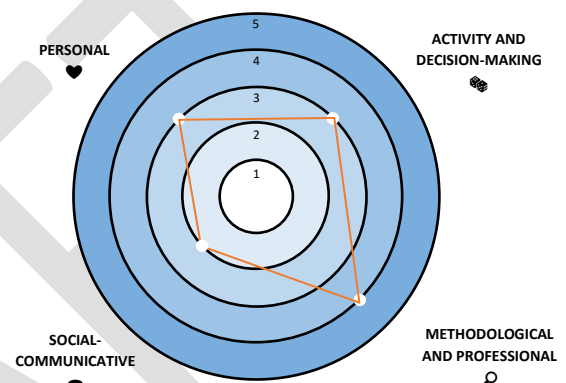 5
PERSONAL
ACTIVITY AND
DECISION-MAKING
4
3
2
1
SOCIAL-
COMMUNICATIVE
METHODOLOGICAL
AND PROFESSIONAL